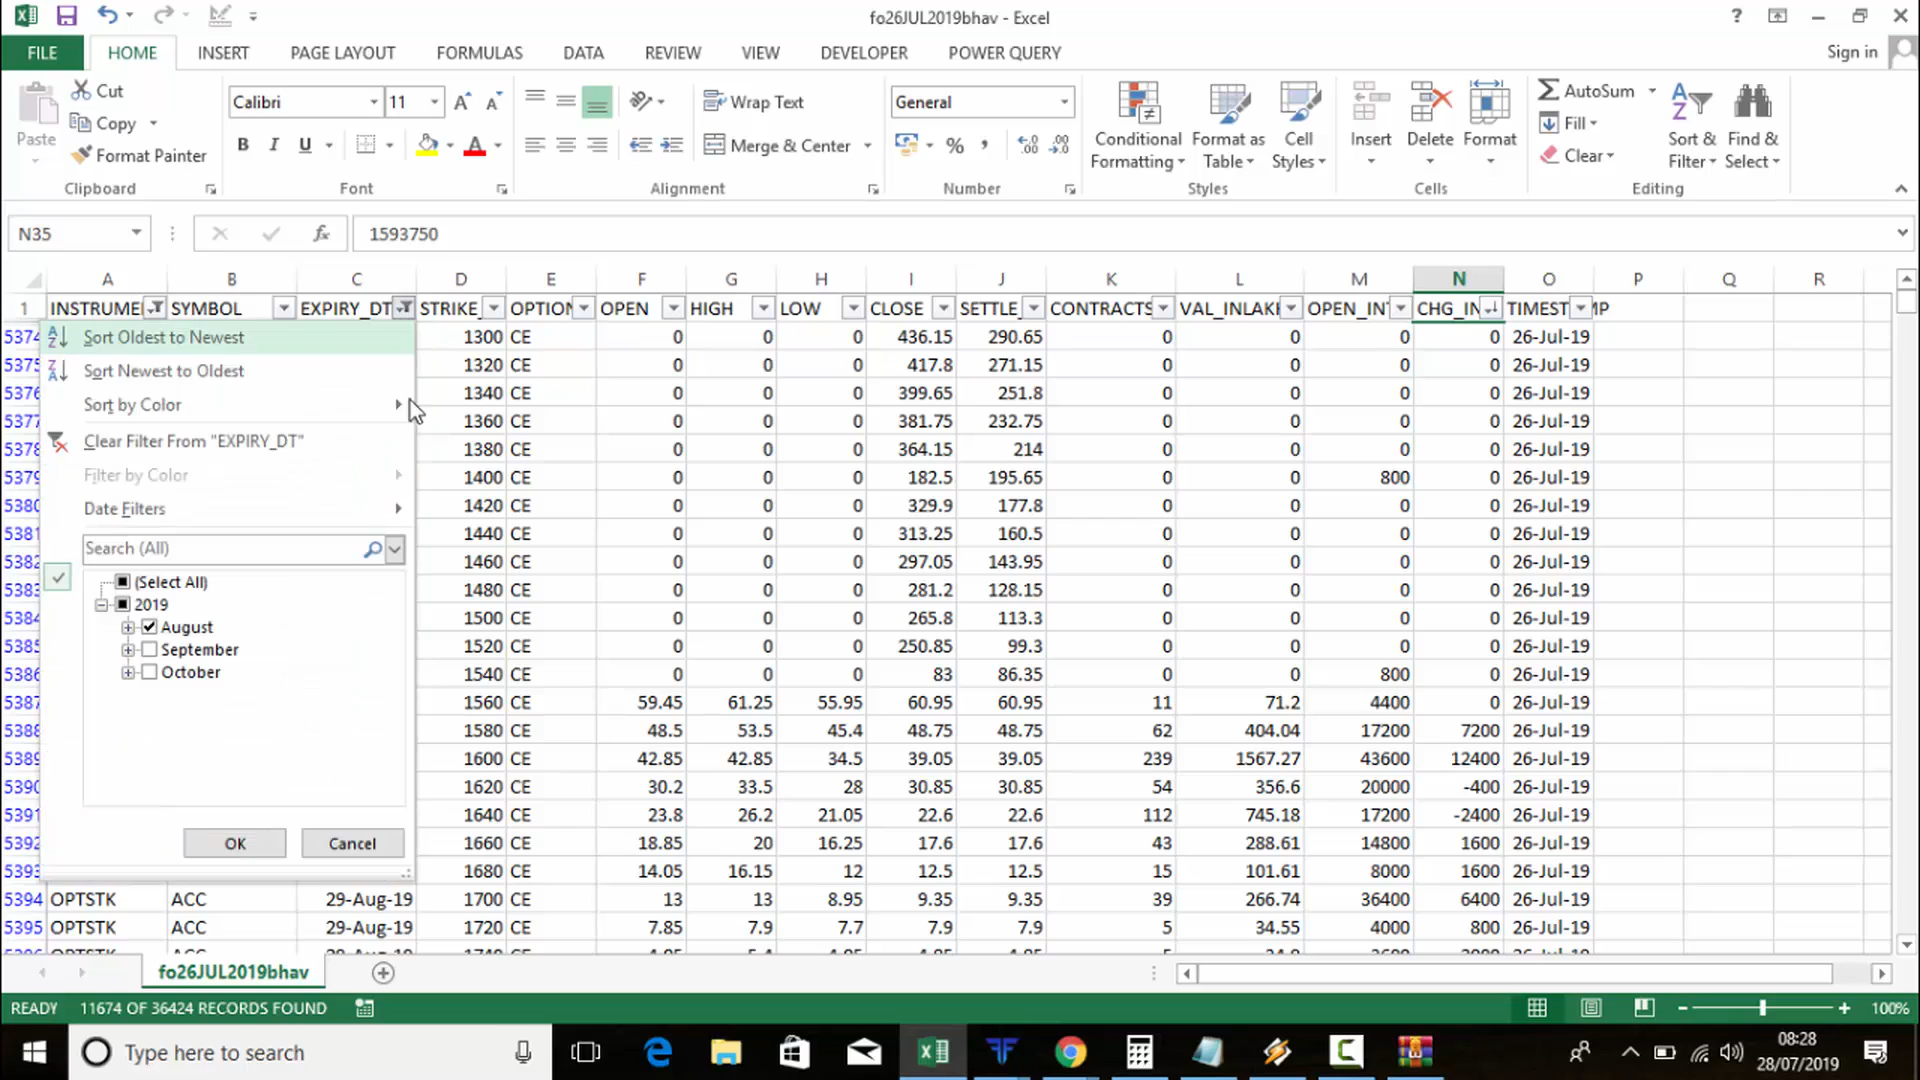 fo26JUL2019bhav - Excel
FILE HOME INSERT PAGE LAYOUT FORMULAS DATA REVIEW VIEW DEVELOPER POWER QUERY Sign in
Paste Cut Copy Format Painter Clipboard
Calibri 11 B I U Font
Wrap Text Merge & Center Alignment
General % , Number
Conditional Formatting Format as Table Cell Styles Styles
Insert Delete Format Cells
AutoSum Fill Clear Sort & Filter Find & Select Editing
N35 fx 1593750
A B C D E F G H I J K L M N O P Q R
1 INSTRUME SYMBOL EXPIRY_DT STRIKE_ OPTION OPEN HIGH LOW CLOSE SETTLE_ CONTRACTS VAL_INLAKH OPEN_INT CHG_IN TIMEST MP
5374 1300 CE 0 0 0 436.15 290.65 0 0 0 0 26-Jul-19
5375 1320 CE 0 0 0 417.8 271.15 0 0 0 0 26-Jul-19
5376 1340 CE 0 0 0 399.65 251.8 0 0 0 0 26-Jul-19
5377 1360 CE 0 0 0 381.75 232.75 0 0 0 0 26-Jul-19
5378 1380 CE 0 0 0 364.15 214 0 0 0 0 26-Jul-19
5379 1400 CE 0 0 0 182.5 195.65 0 0 800 0 26-Jul-19
5380 1420 CE 0 0 0 329.9 177.8 0 0 0 0 26-Jul-19
5381 1440 CE 0 0 0 313.25 160.5 0 0 0 0 26-Jul-19
5382 1460 CE 0 0 0 297.05 143.95 0 0 0 0 26-Jul-19
5383 1480 CE 0 0 0 281.2 128.15 0 0 0 0 26-Jul-19
5384 1500 CE 0 0 0 265.8 113.3 0 0 0 0 26-Jul-19
5385 1520 CE 0 0 0 250.85 99.3 0 0 0 0 26-Jul-19
5386 1540 CE 0 0 0 83 86.35 0 0 800 0 26-Jul-19
5387 1560 CE 59.45 61.25 55.95 60.95 60.95 11 71.2 4400 0 26-Jul-19
5388 1580 CE 48.5 53.5 45.4 48.75 48.75 62 404.04 17200 7200 26-Jul-19
5389 1600 CE 42.85 42.85 34.5 39.05 39.05 239 1567.27 43600 12400 26-Jul-19
5390 1620 CE 30.2 33.5 28 30.85 30.85 54 356.6 20000 -400 26-Jul-19
5391 1640 CE 23.8 26.2 21.05 22.6 22.6 112 745.18 17200 -2400 26-Jul-19
5392 1660 CE 18.85 20 16.25 17.6 17.6 43 288.61 14800 1600 26-Jul-19
5393 1680 CE 14.05 16.15 12 12.5 12.5 15 101.61 8000 1600 26-Jul-19
5394 OPTSTK ACC 29-Aug-19 1700 CE 13 13 8.95 9.35 9.35 39 266.74 36400 6400 26-Jul-19
5395 OPTSTK ACC 29-Aug-19 1720 CE 7.85 7.9 7.7 7.9 7.9 5 34.55 4000 800 26-Jul-19
Sort Oldest to Newest
Sort Newest to Oldest
Sort by Color
Clear Filter From "EXPIRY_DT"
Filter by Color
Date Filters
Search (All)
(Select All)
2019
August
September
October
OK Cancel
fo26JUL2019bhav
READY 11674 OF 36424 RECORDS FOUND 100%
Type here to search
08:28
28/07/2019